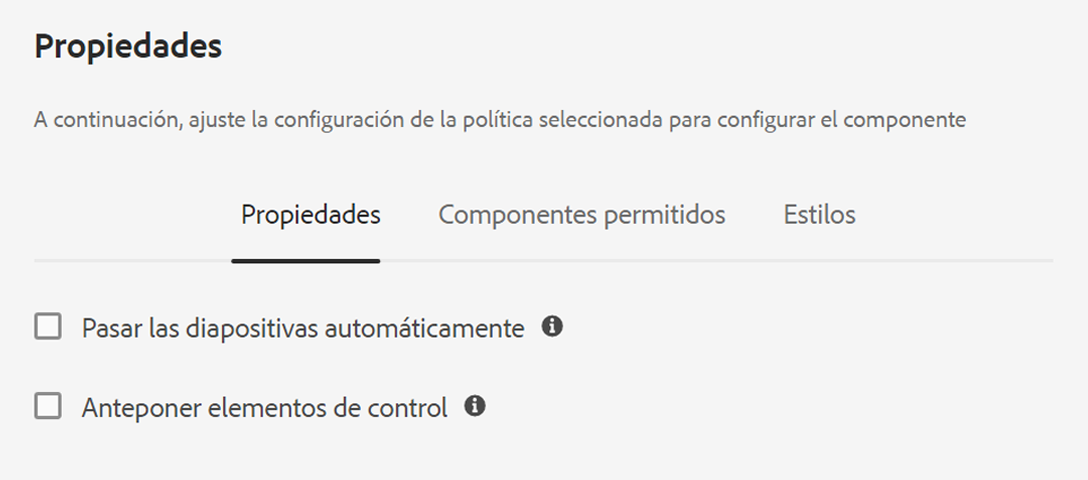 Propiedades
A continuación, ajuste la configuración de la política seleccionada para configurar el componente
Propiedades Componentes permitidos Estilos
Pasar las diapositivas automáticamente
Anteponer elementos de control